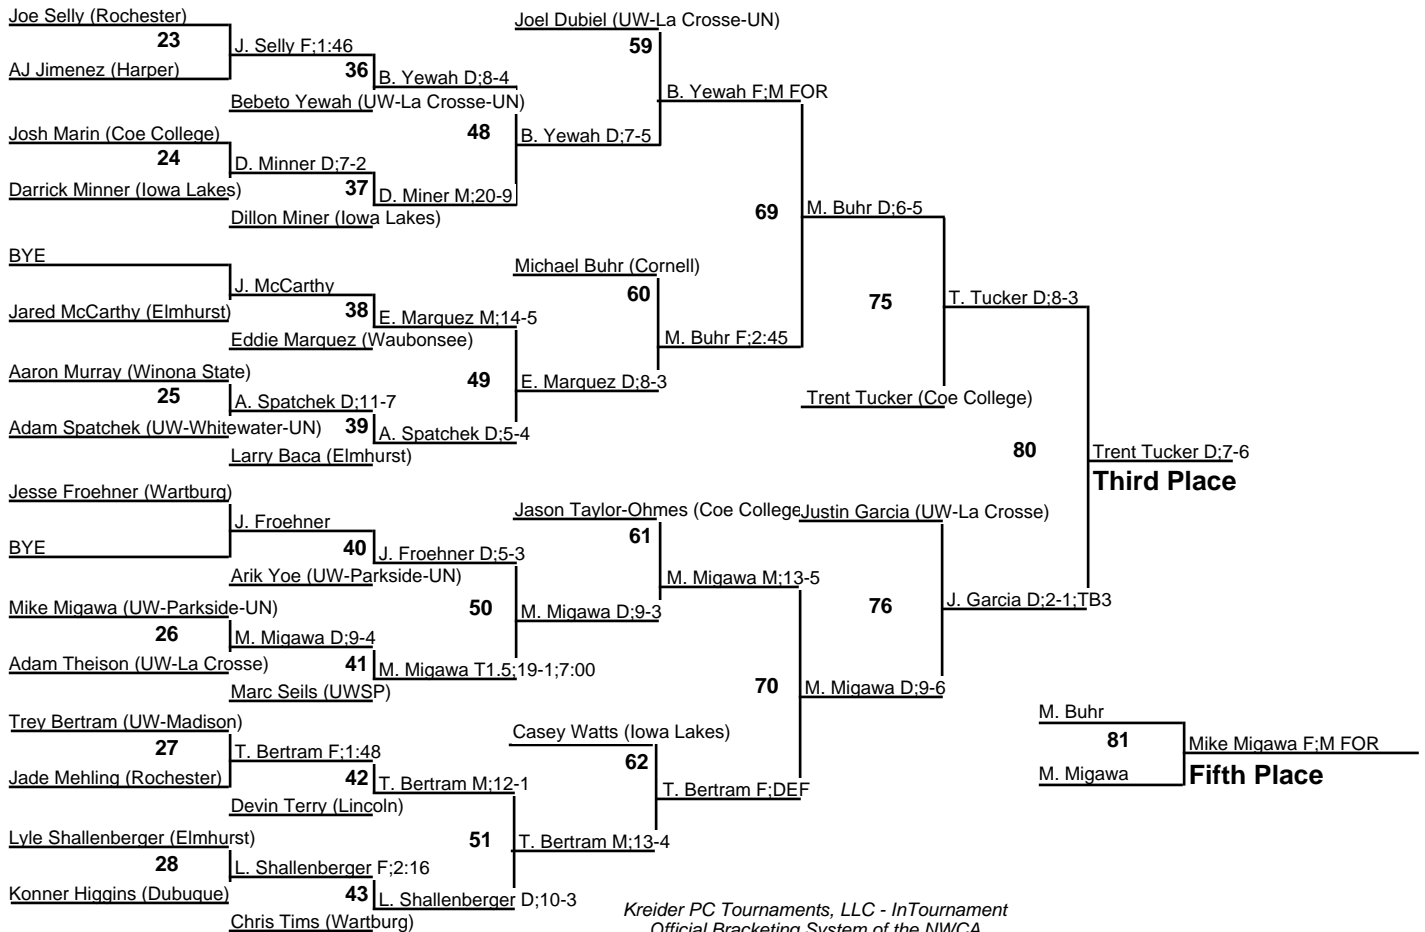 Joe Selly (Rochester)
23
AJ Jimenez (Harper)
J. Selly F;1:46
36
Bebeto Yewah (UW-La Crosse-UN)
B. Yewah D;8-4
Josh Marin (Coe College)
24
Darrick Minner (Iowa Lakes)
D. Minner D;7-2
37
Dillon Miner (Iowa Lakes)
D. Miner M;20-9
48
B. Yewah D;7-5
Joel Dubiel (UW-La Crosse-UN)
59
B. Yewah F;M FOR
BYE
Jared McCarthy (Elmhurst)
J. McCarthy
38
Eddie Marquez (Waubonsee)
E. Marquez M;14-5
Aaron Murray (Winona State)
25
Adam Spatchek (UW-Whitewater-UN)
A. Spatchek D;11-7
39
Larry Baca (Elmhurst)
A. Spatchek D;5-4
49
E. Marquez D;8-3
Michael Buhr (Cornell)
60
M. Buhr F;2:45
69
M. Buhr D;6-5
75
Trent Tucker (Coe College)
T. Tucker D;8-3
Jesse Froehner (Wartburg)
BYE
J. Froehner
40
Arik Yoe (UW-Parkside-UN)
J. Froehner D;5-3
Mike Migawa (UW-Parkside-UN)
26
Adam Theison (UW-La Crosse)
M. Migawa D;9-4
41
Marc Seils (UWSP)
M. Migawa T1.5;19-1;7:00
50
M. Migawa D;9-3
Jason Taylor-Ohmes (Coe College
61
M. Migawa M;13-5
Trey Bertram (UW-Madison)
27
Jade Mehling (Rochester)
T. Bertram F;1:48
42
Devin Terry (Lincoln)
T. Bertram M;12-1
Lyle Shallenberger (Elmhurst)
28
Konner Higgins (Dubuque)
L. Shallenberger F;2:16
43
Chris Tims (Wartburg)
L. Shallenberger D;10-3
51
T. Bertram M;13-4
Casey Watts (Iowa Lakes)
62
T. Bertram F;DEF
70
M. Migawa D;9-6
Justin Garcia (UW-La Crosse)
76
J. Garcia D;2-1;TB3
80
Trent Tucker D;7-6
Third Place
M. Buhr
81
M. Migawa
Mike Migawa F;M FOR
Fifth Place
Kreider PC Tournaments, LLC - InTournament
Official Bracketing System of the NWCA